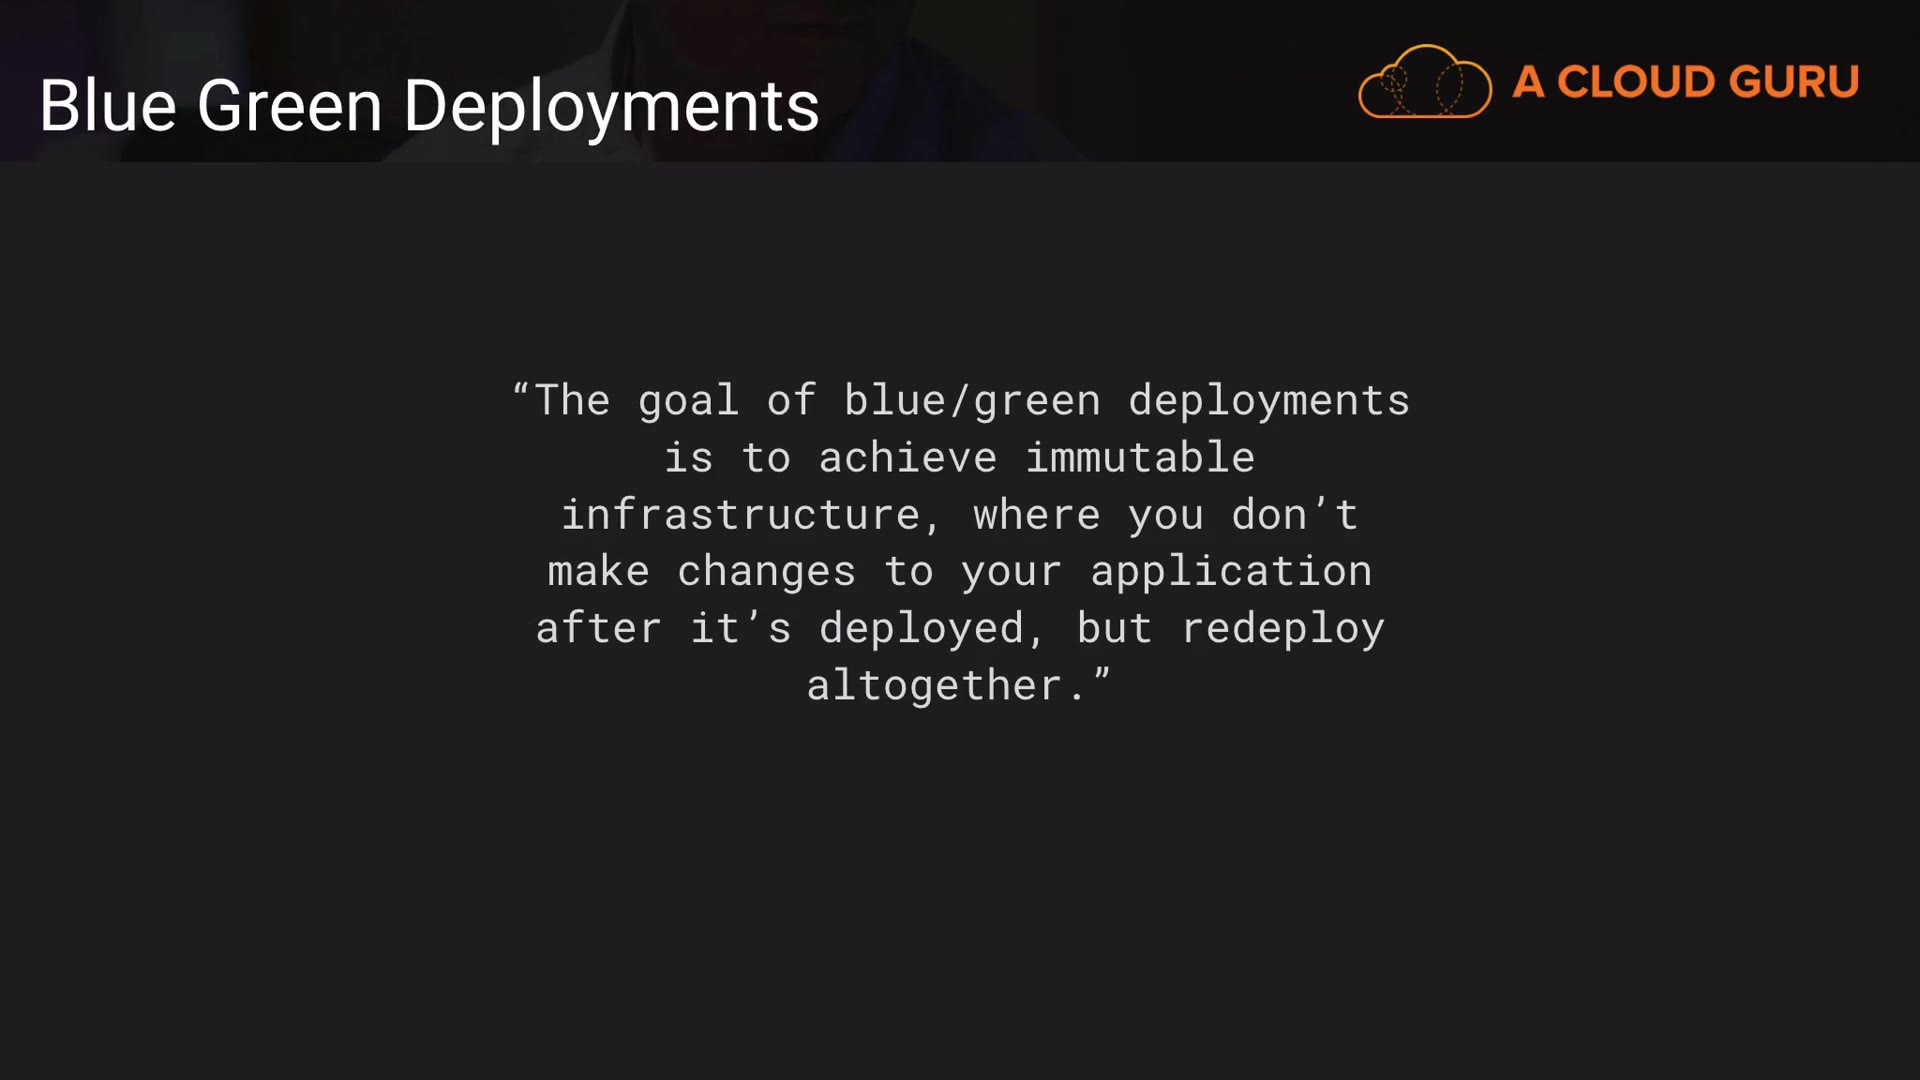 Blue Green Deployments
A CLOUD GURU
“The goal of blue/green deployments
is to achieve immutable
infrastructure, where you don’t
make changes to your application
after it’s deployed, but redeploy
altogether.”